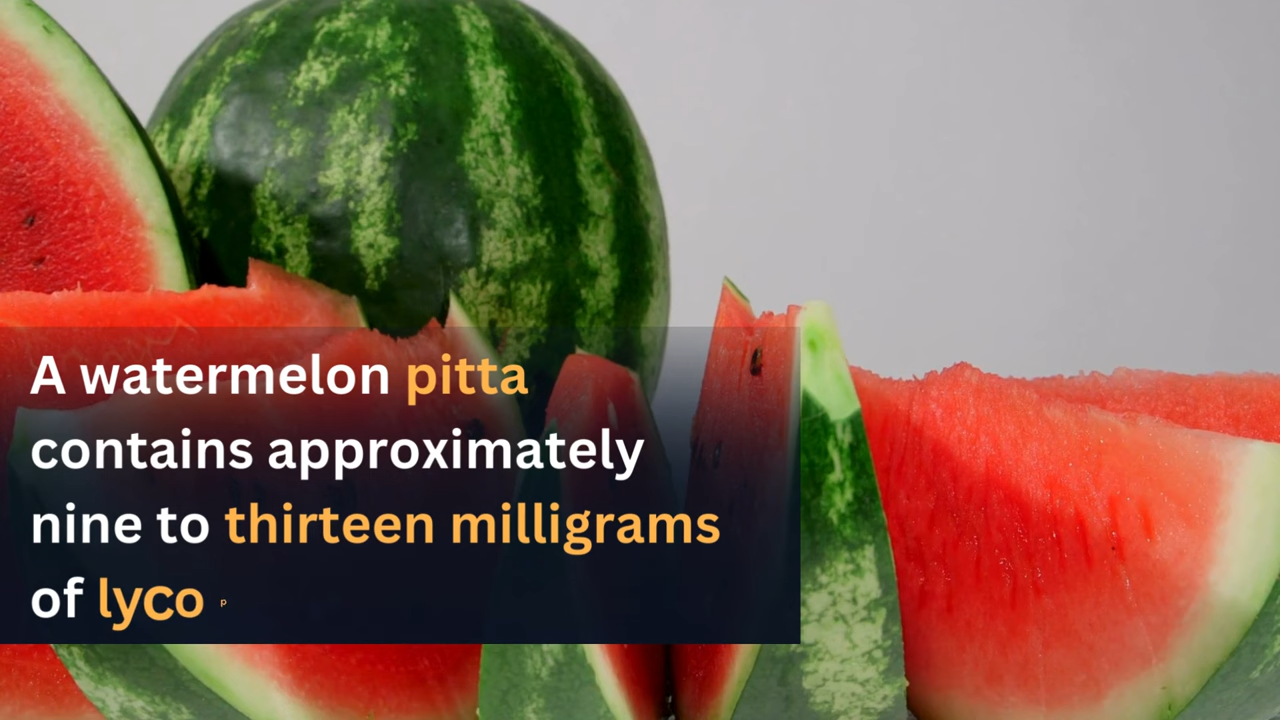 A watermelon pitta
contains approximately
nine to thirteen milligrams
of lyco p